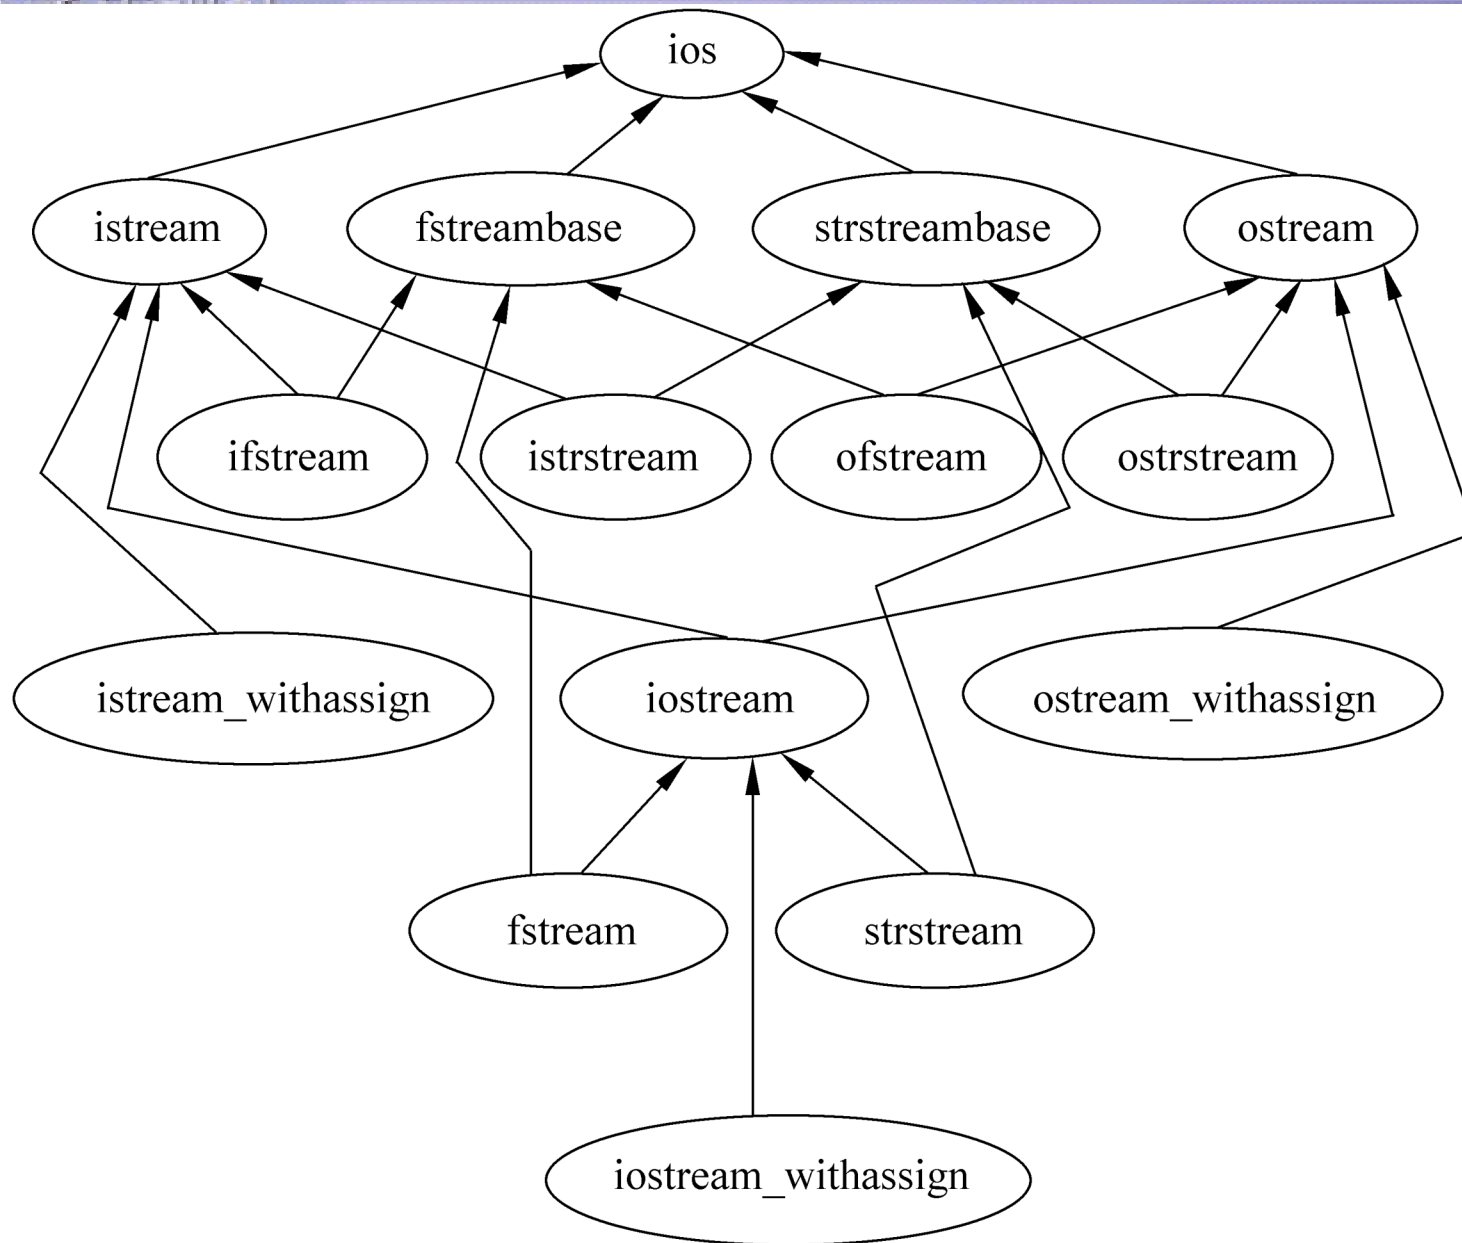 ios
istream
fstreambase
strstreambase
ostream
ifstream
istrstream
ofstream
ostrstream
istream_withassign
iostream
ostream_withassign
fstream
strstream
iostream_withassign